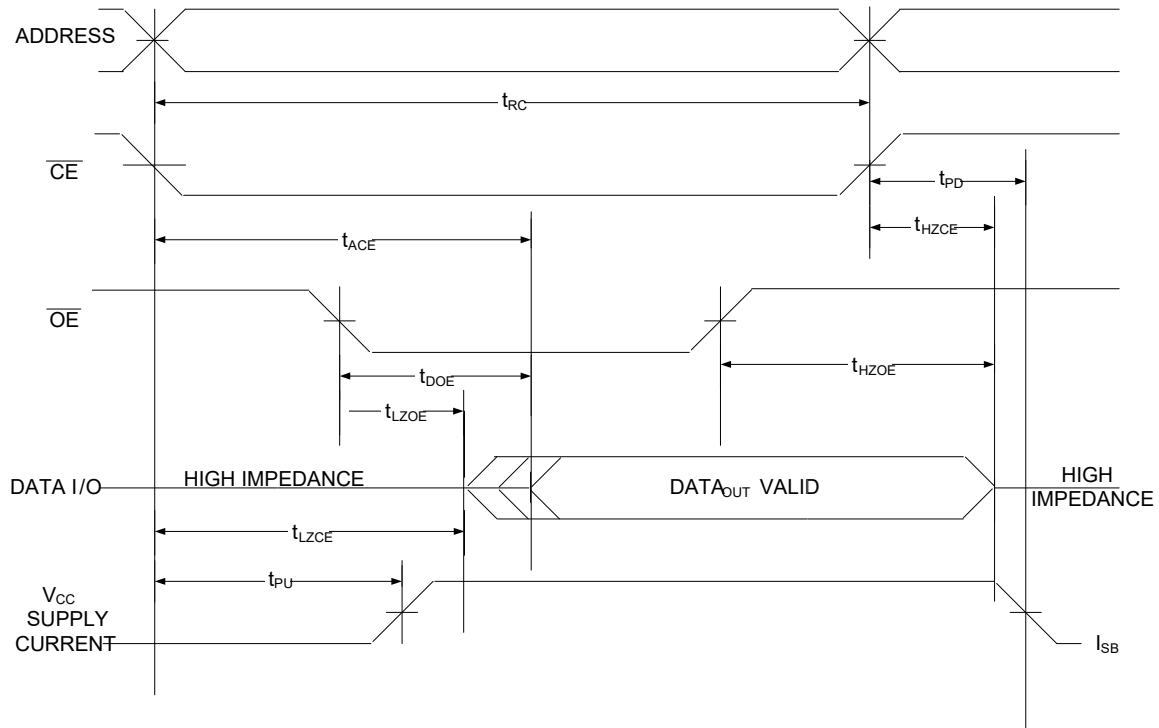 ADDRESS
tRC
CE
tPD
tHZCE
tACE
OE
tHZOE
tDOE
tLZOE
DATA I/O
HIGH IMPEDANCE
DATAOUT VALID
HIGH
IMPEDANCE
tLZCE
tPU
VCC
SUPPLY
CURRENT
ISB